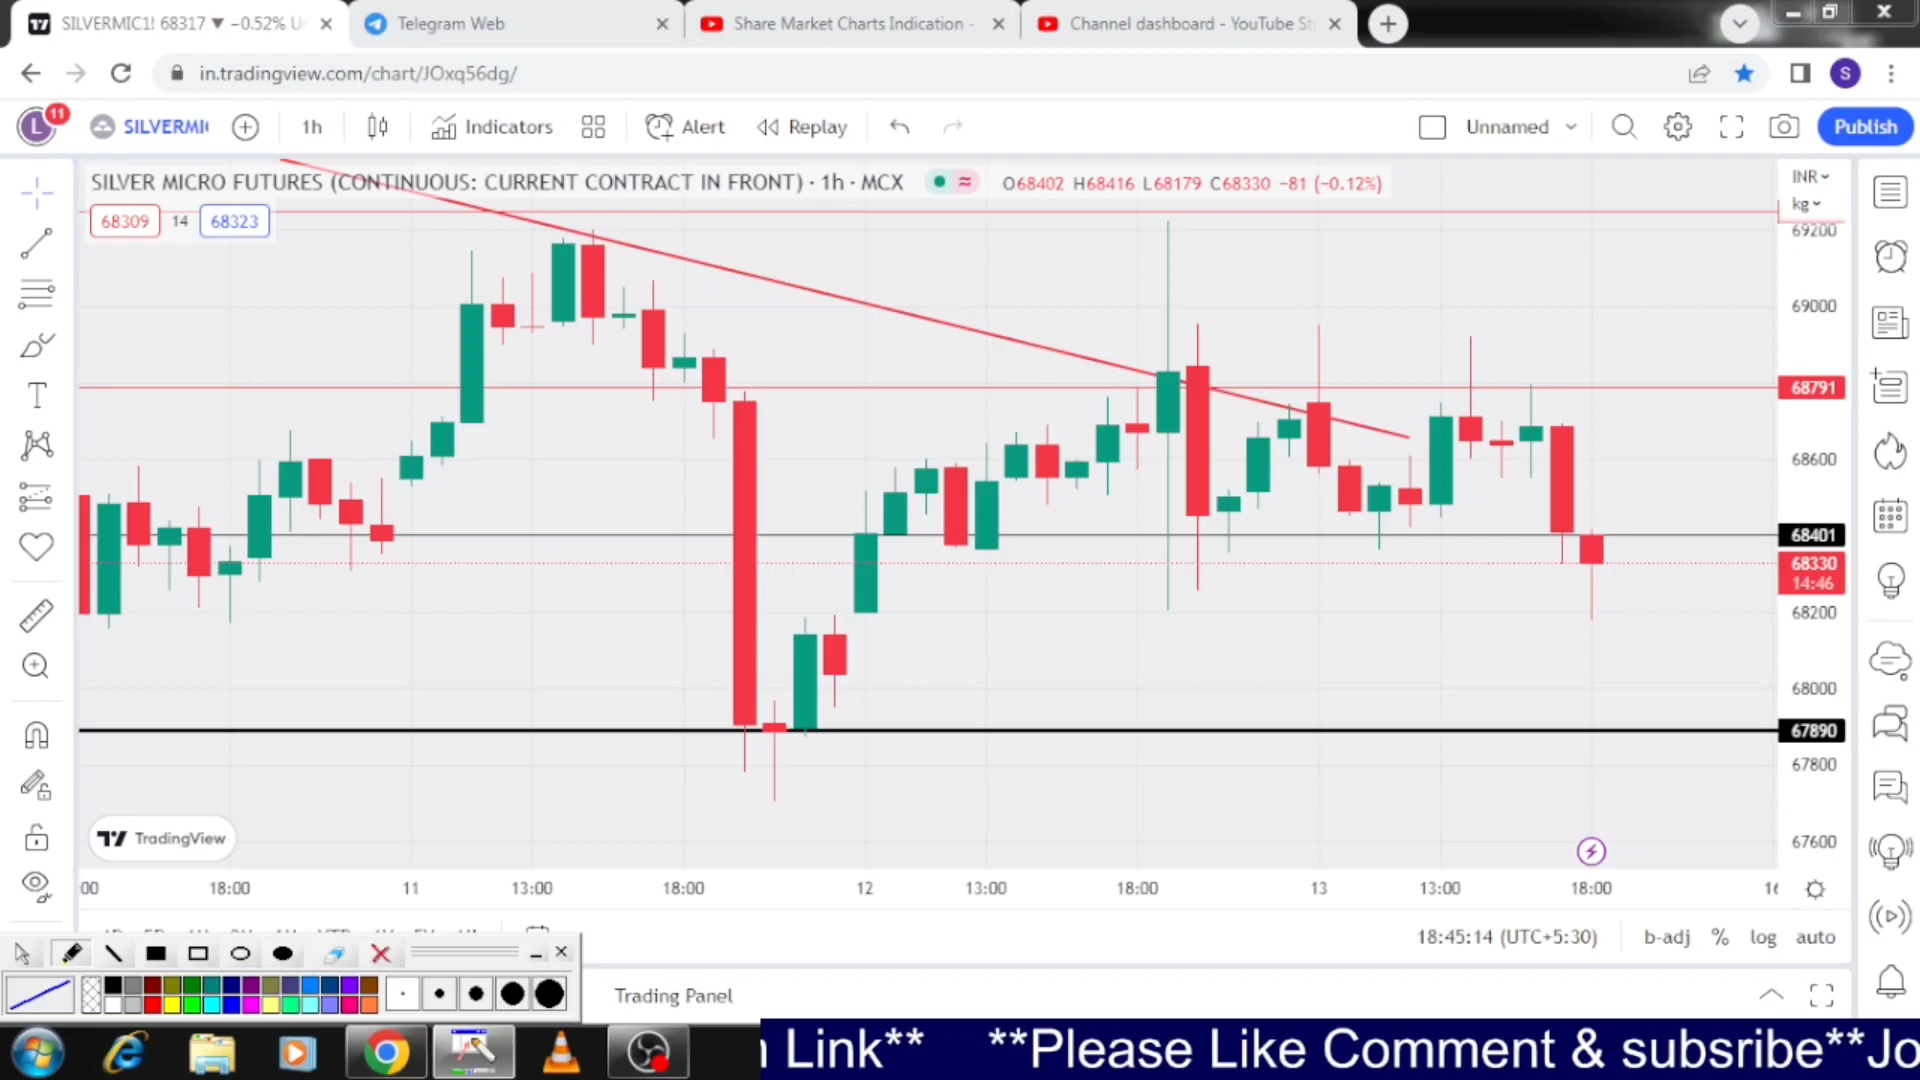 SILVERMIC1! 68317 ▼ −0.52% Un
Telegram Web
Share Market Charts Indication -
Channel dashboard - YouTube St
in.tradingview.com/chart/JOxq56dg/
S
L
11
SILVERMI
1h
Indicators
Alert
Replay
Unnamed
Publish
SILVER MICRO FUTURES (CONTINUOUS: CURRENT CONTRACT IN FRONT) · 1h · MCX
O68402 H68416 L68179 C68330 −81 (−0.12%)
INR
kg
68309
14
68323
69200
69000
68791
68600
68401
68330
14:46
68200
68000
67890
67800
67600
TradingView
:00
18:00
11
13:00
18:00
12
13:00
18:00
13
13:00
18:00
16
18:45:14 (UTC+5:30)
b-adj
%
log
auto
Trading Panel
Link** **Please Like Comment & subsribe**Jo